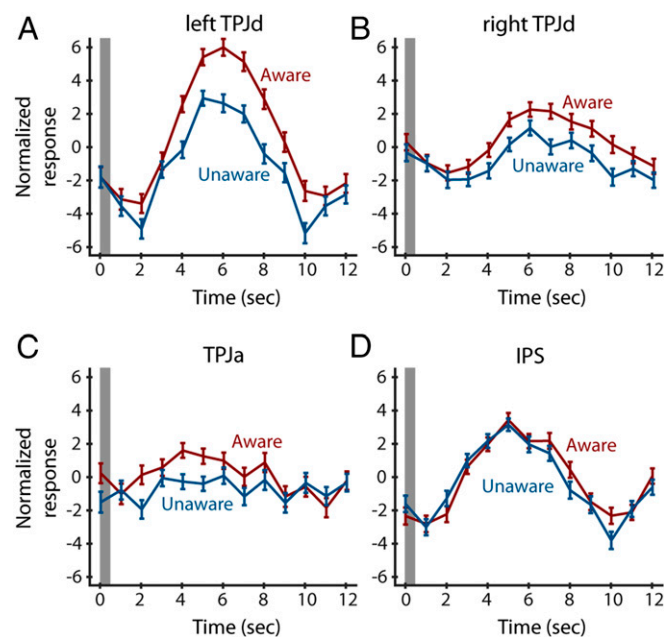 A
left TPJd
6
4
2
0
-2
-4
-6
Normalized
response
Aware
Unaware
0 2 4 6 8 10 12
Time (sec)
B
right TPJd
6
4
2
0
-2
-4
-6
Aware
Unaware
0 2 4 6 8 10 12
Time (sec)
C
TPJa
6
4
2
0
-2
-4
-6
Normalized
response
Aware
Unaware
0 2 4 6 8 10 12
Time (sec)
D
IPS
6
4
2
0
-2
-4
-6
Aware
Unaware
0 2 4 6 8 10 12
Time (sec)